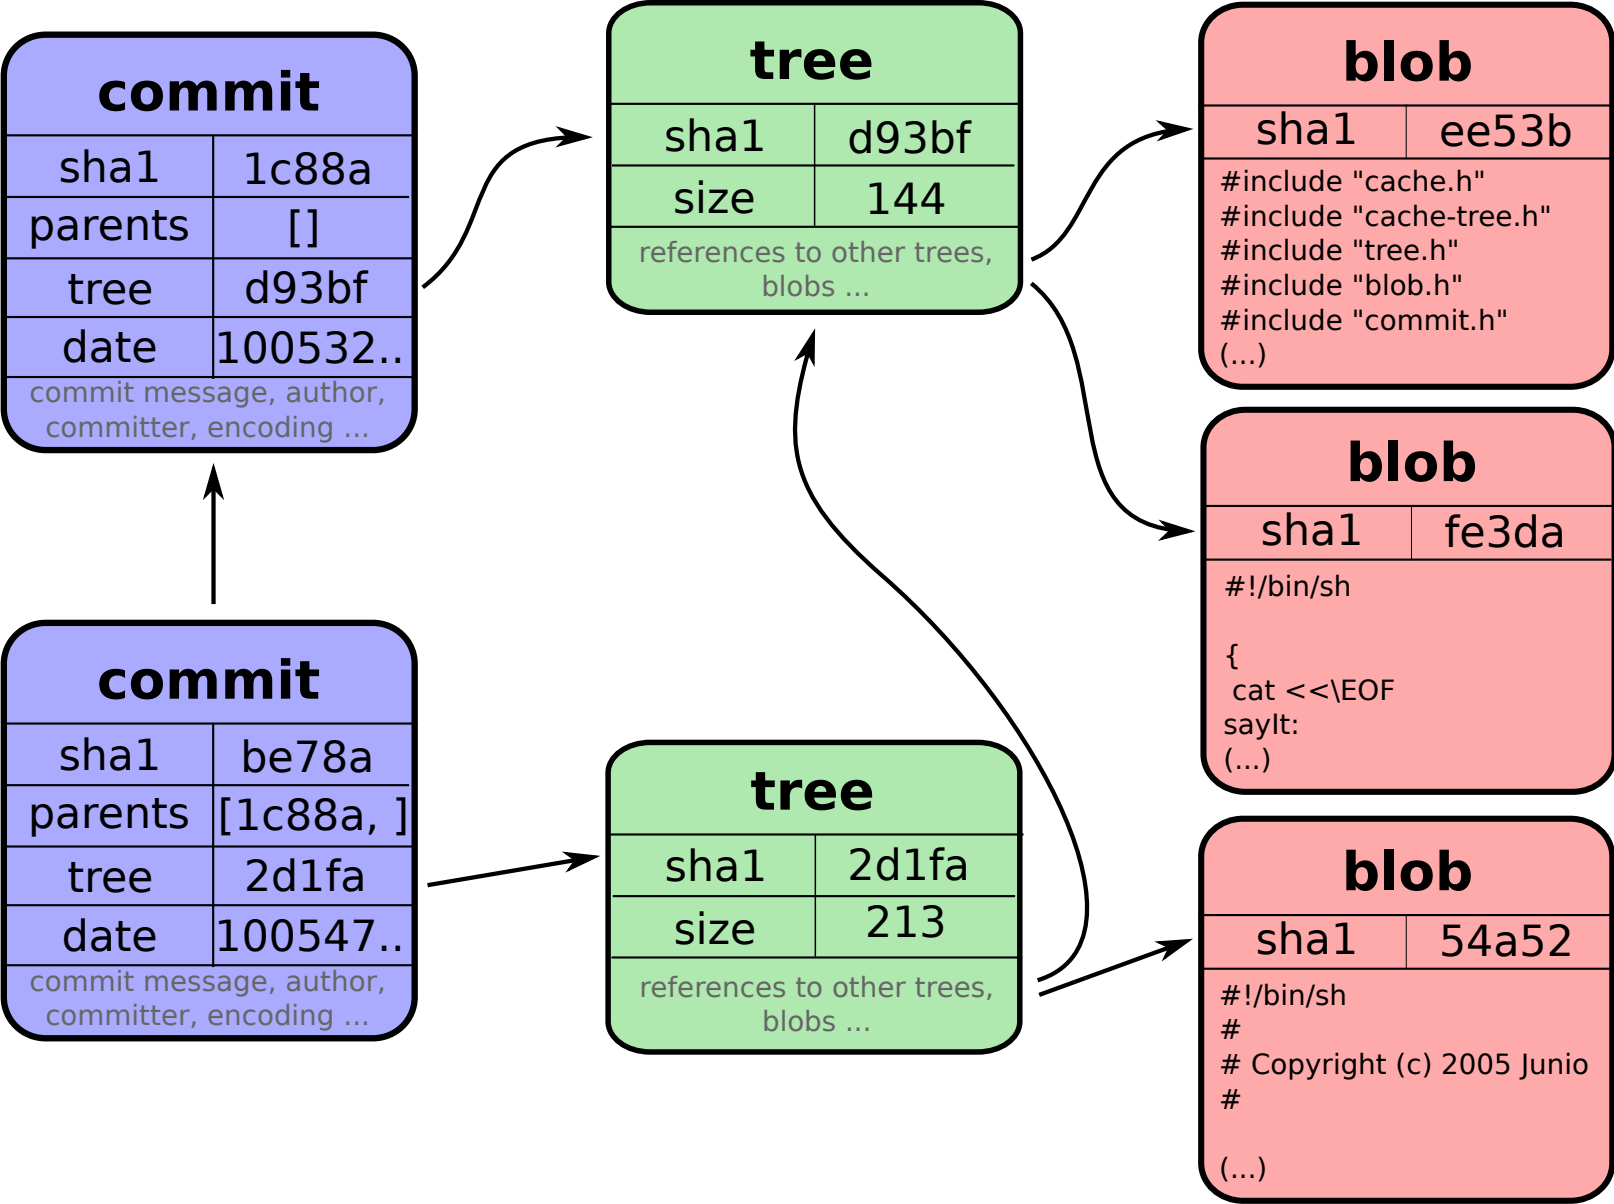 commit
sha1 1c88a
parents []
tree d93bf
date 100532..
commit message, author,
committer, encoding ...
tree
sha1 d93bf
size 144
references to other trees,
blobs ...
blob
sha1 ee53b
#include "cache.h"
#include "cache-tree.h"
#include "tree.h"
#include "blob.h"
#include "commit.h"
(...)
blob
sha1 fe3da
#!/bin/sh
{
cat <<\EOF
sayIt:
(...)
commit
sha1 be78a
parents [1c88a, ]
tree 2d1fa
date 100547..
commit message, author,
committer, encoding ...
tree
sha1 2d1fa
size 213
references to other trees,
blobs ...
blob
sha1 54a52
#!/bin/sh
#
# Copyright (c) 2005 Junio
#
(...)